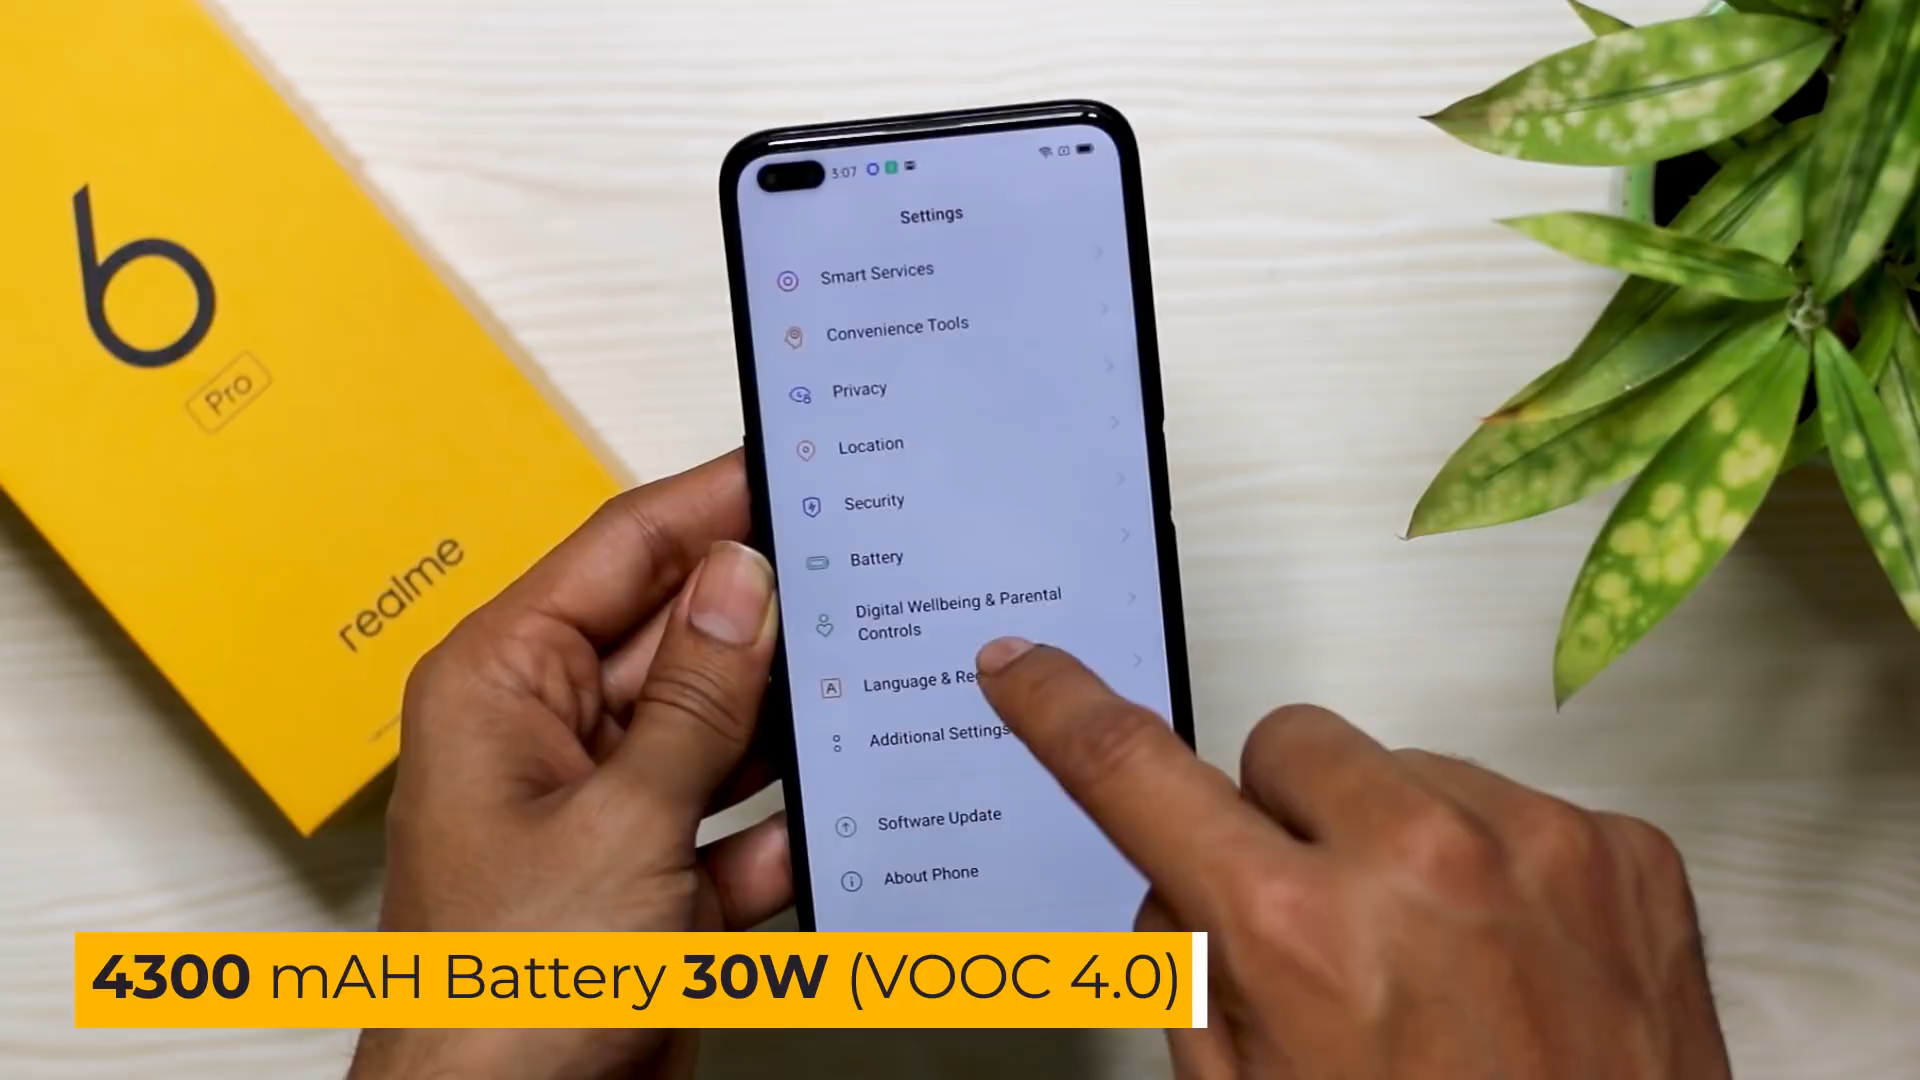 6
Pro
realme
3:07
Settings
Smart Services
Convenience Tools
Privacy
Location
Security
Battery
Digital Wellbeing & Parental
Controls
Language &
Additional Settings
Software Update
About Phone
4300 mAH Battery 30W (VOOC 4.0)